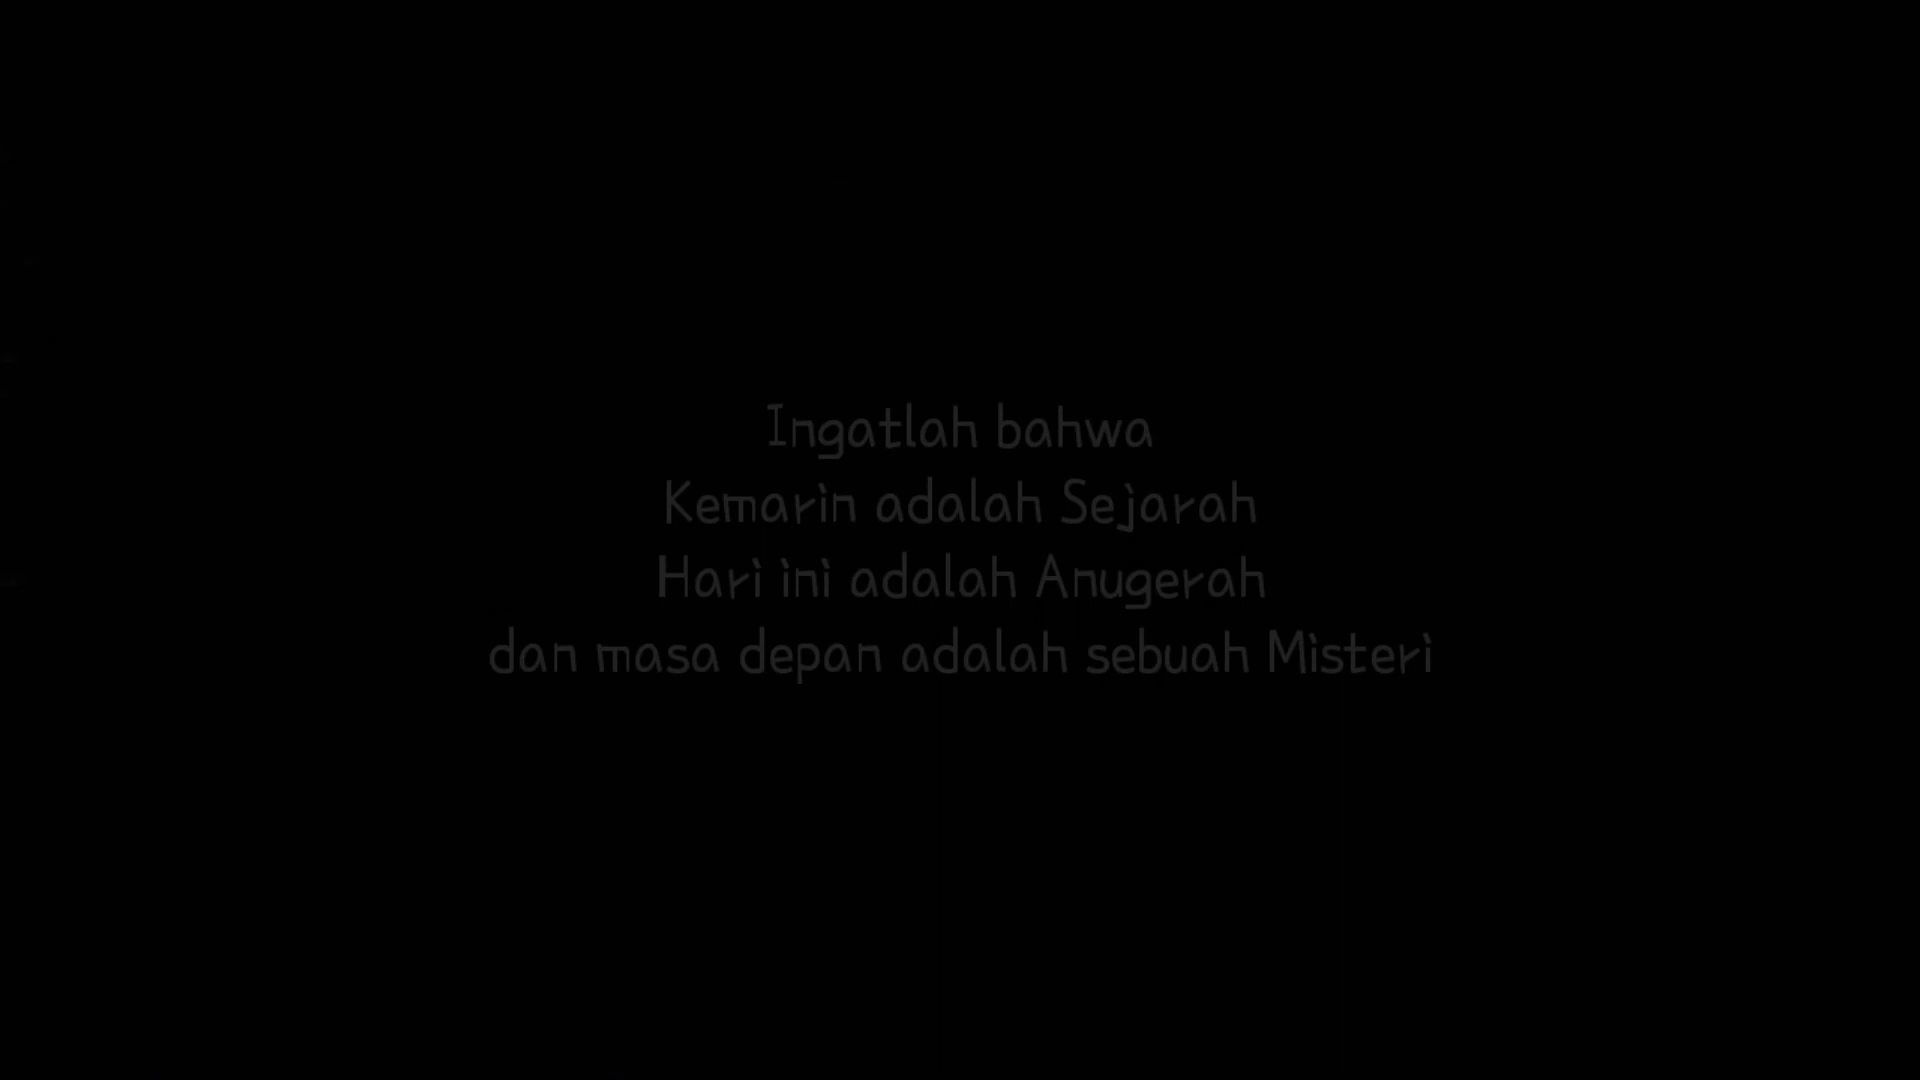 Ingatlah bahwa
Kemarin adalah Sejarah
Hari ini adalah Anugerah
dan masa depan adalah sebuah Misteri